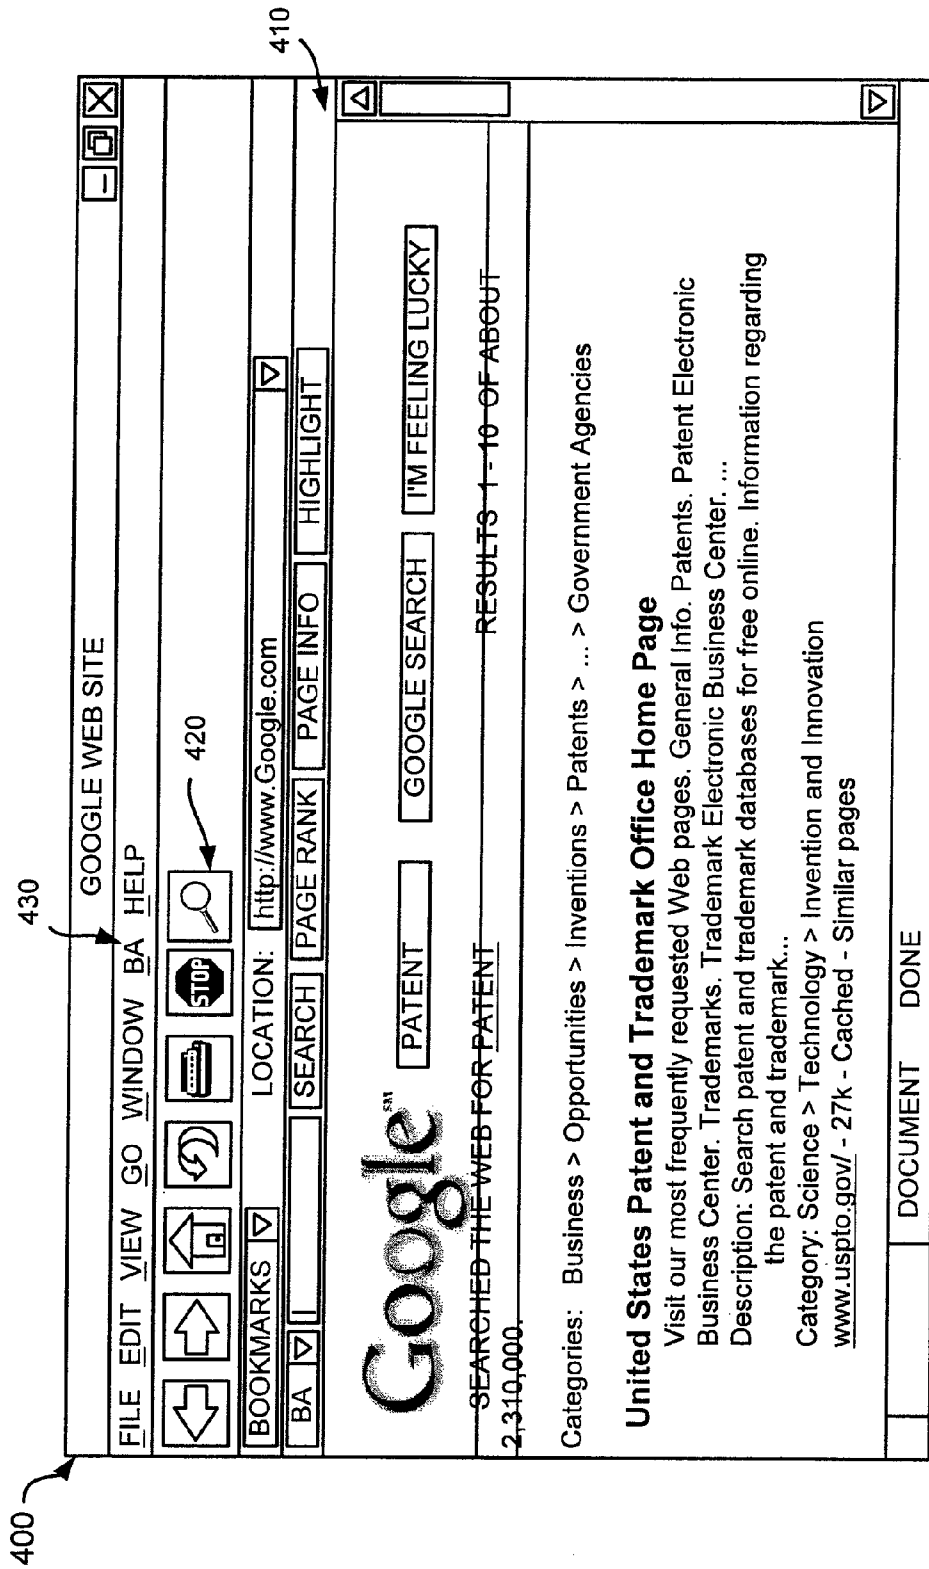 400
430
GOOGLE WEB SITE
FILE EDIT VIEW GO WINDOW BA HELP
STOP
420
BOOKMARKS LOCATION: http://www.Google.com
410
BA SEARCH PAGE RANK PAGE INFO HIGHLIGHT
Google SM PATENT GOOGLE SEARCH I'M FEELING LUCKY
SEARCHED THE WEB FOR PATENT RESULTS 1 - 10 OF ABOUT
2,310,000.
Categories: Business > Opportunities > Inventions > Patents > ... > Government Agencies
United States Patent and Trademark Office Home Page
Visit our most frequently requested Web pages. General Info. Patents. Patent Electronic
Business Center. Trademarks. Trademark Electronic Business Center. ...
Description: Search patent and trademark databases for free online. Information regarding
the patent and trademark...
Category: Science > Technology > Invention and Innovation
www.uspto.gov/ - 27k - Cached - Similar pages
DOCUMENT DONE